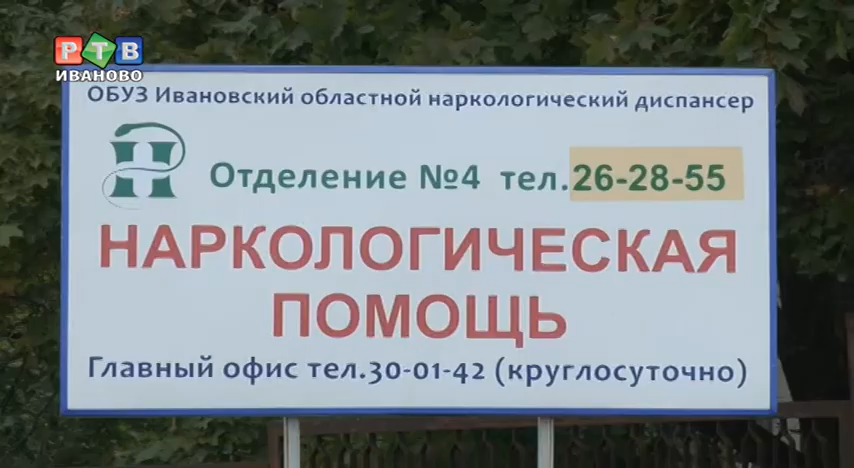 РТВ
ИВАНОВО
ОБУЗ Ивановский областной наркологический диспансер
Отделение №4 тел.26-28-55
НАРКОЛОГИЧЕСКАЯ
ПОМОЩЬ
Главный офис тел.30-01-42 (круглосуточно)